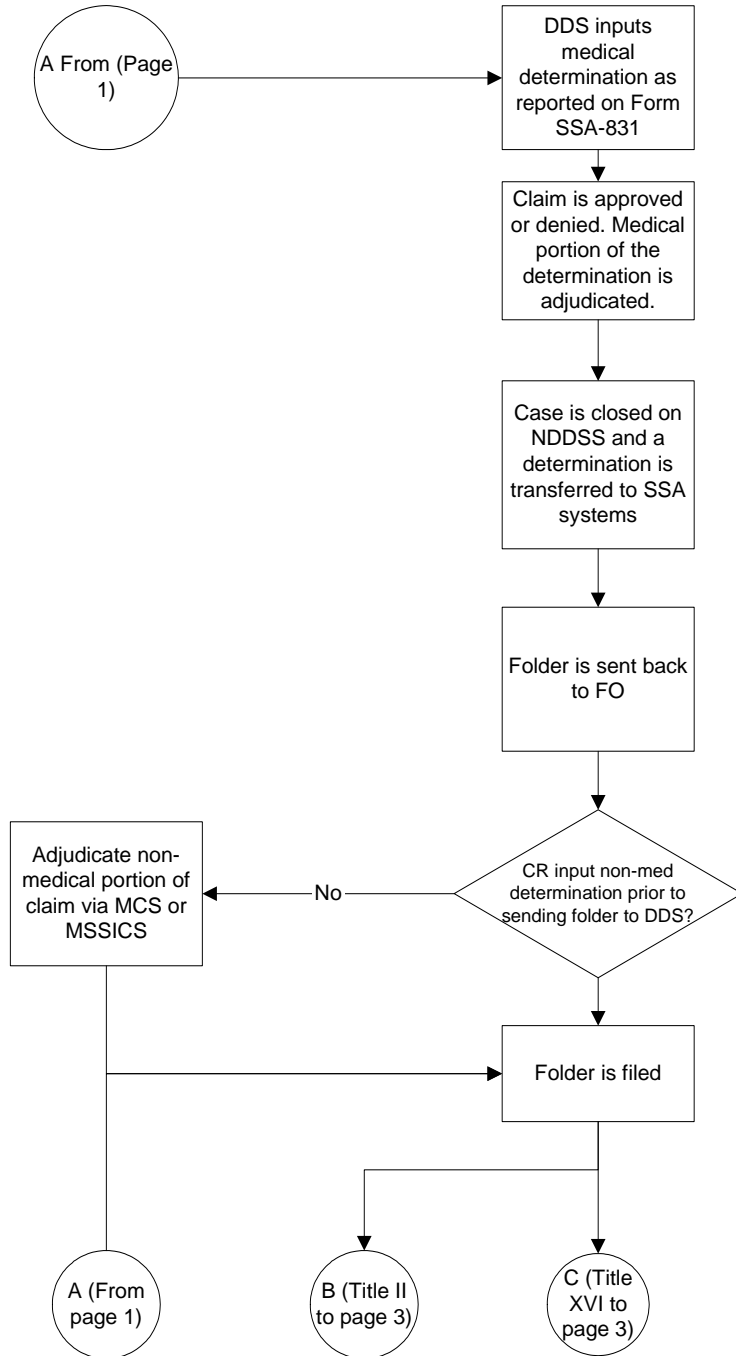 A From (Page
1)
DDS inputs
medical
determination as
reported on Form
SSA-831
Claim is approved
or denied. Medical
portion of the
determination is
adjudicated.
Case is closed on
NDDSS and a
determination is
transferred to SSA
systems
Folder is sent back
to FO
CR input non-med
determination prior to
sending folder to DDS?
No
Adjudicate non-
medical portion of
claim via MCS or
MSSICS
Folder is filed
A (From
page 1)
B (Title II
to page 3)
C (Title
XVI to
page 3)